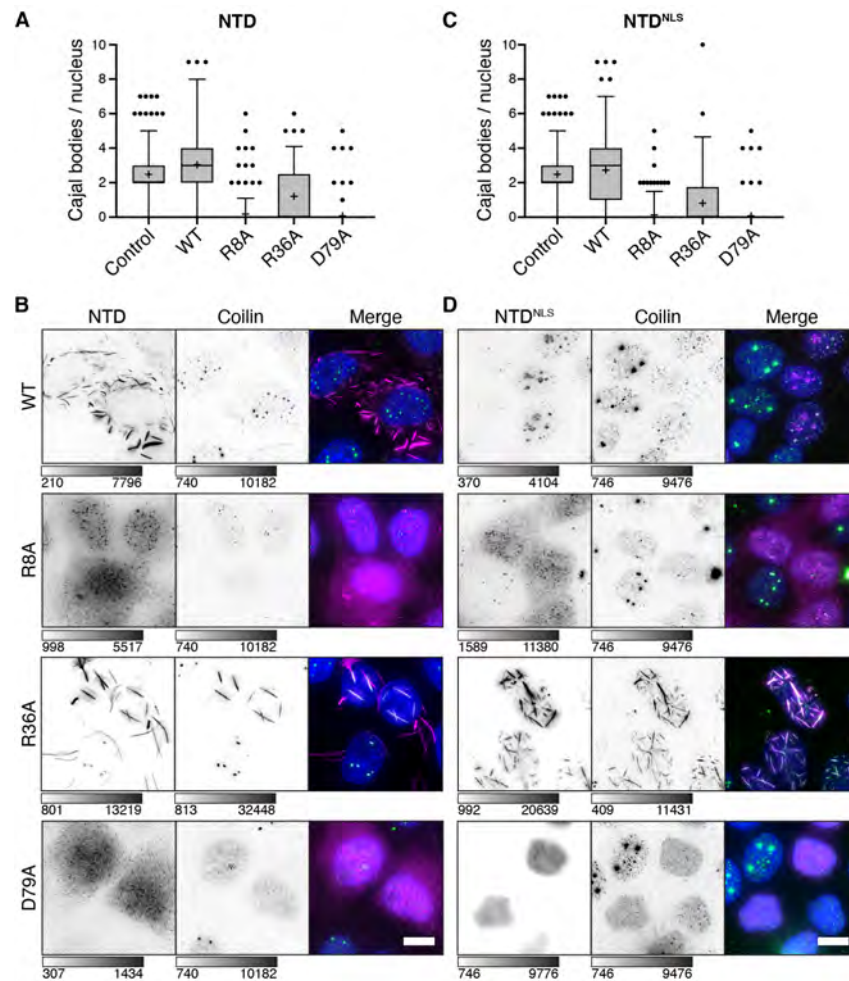 A NTD
Cajal bodies / nucleus
10
8
6
4
2
0
Control WT R8A R36A D79A
C NTD^NLS
Cajal bodies / nucleus
10
8
6
4
2
0
Control WT R8A R36A D79A
B NTD Coilin Merge
WT
210 7796 740 10182
R8A
998 5517 740 10182
R36A
801 13219 813 32448
D79A
307 1434 740 10182
D NTD^NLS Coilin Merge
370 4104 746 9476
1589 11380 746 9476
992 20639 409 11431
746 9776 746 9476